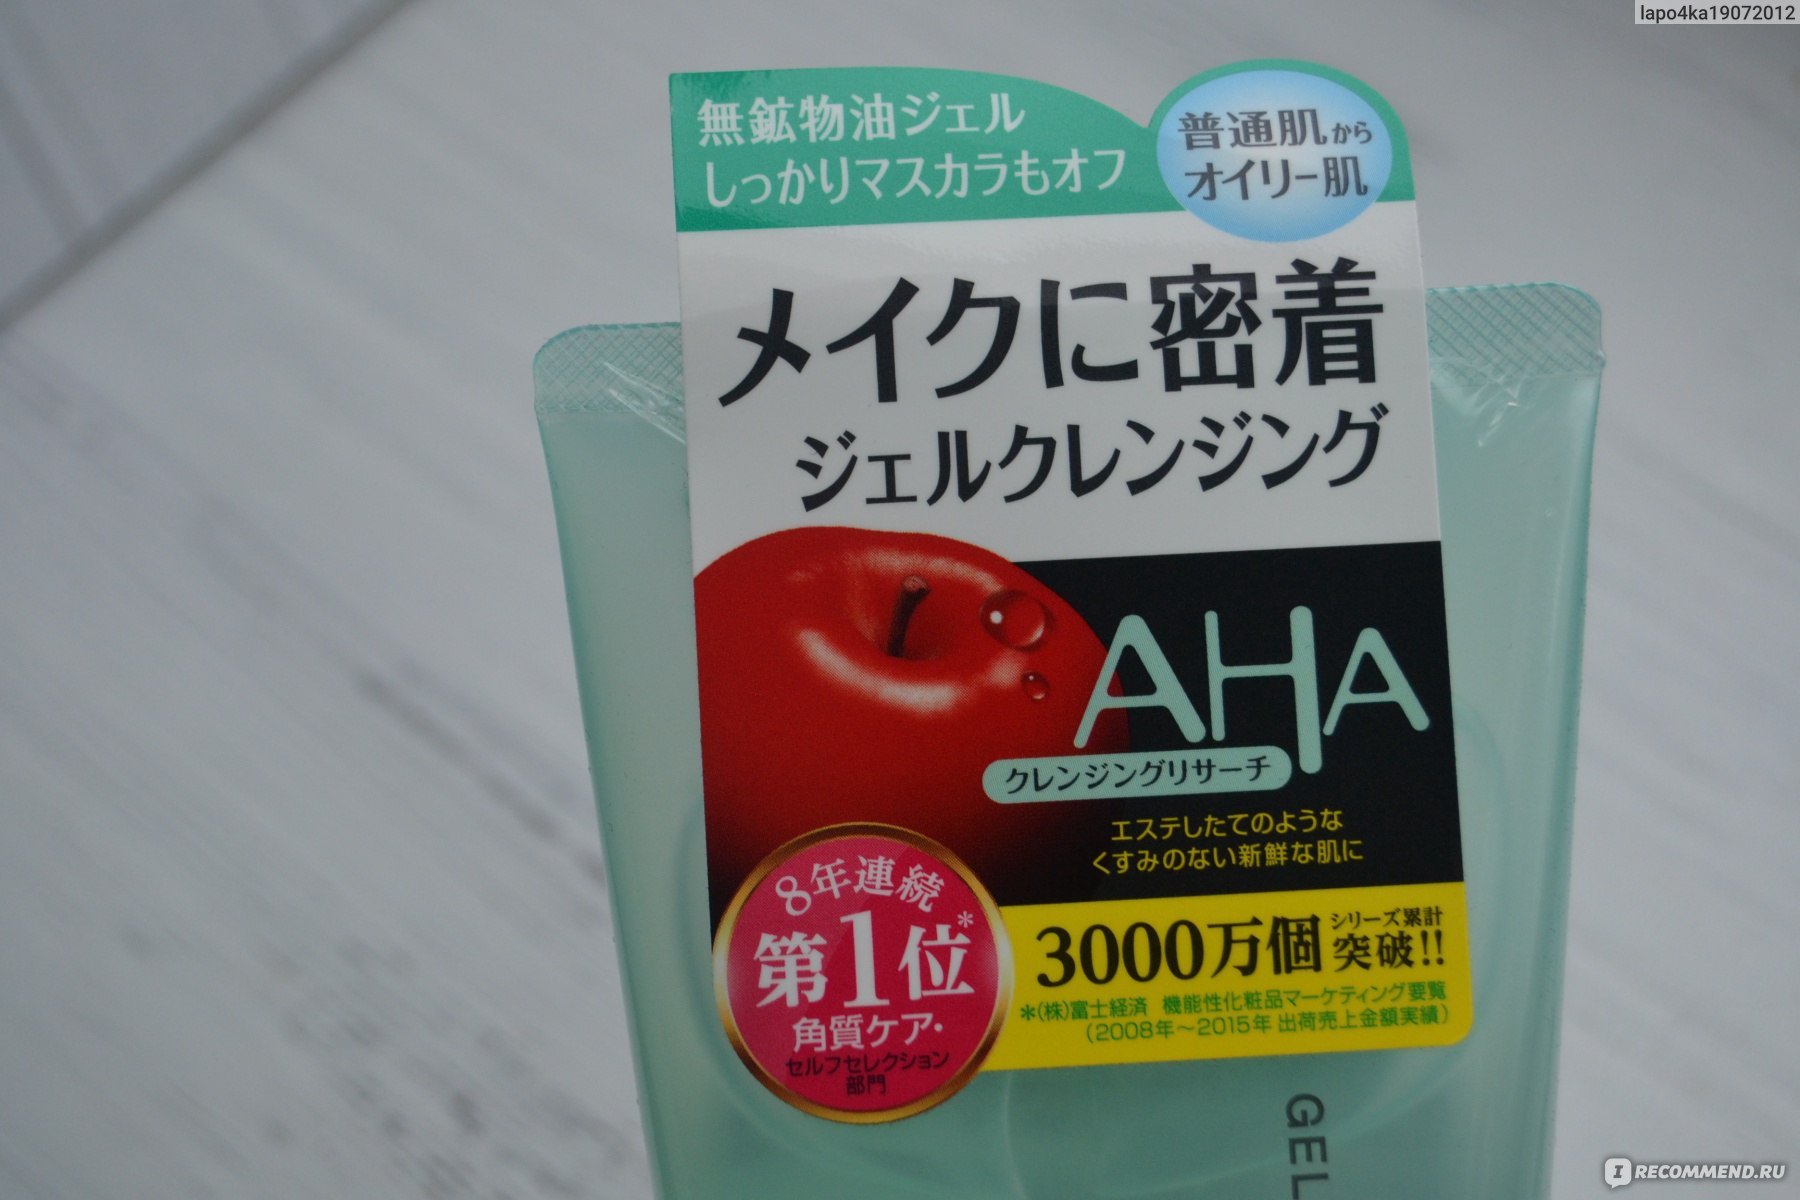 lapo4ka19072012
無鉱物油ジェル
しっかりマスカラもオフ
普通肌から
オイリー肌
メイクに密着
ジェルクレンジング
AHA
クレンジングリサーチ
エステしたてのような
くすみのない新鮮な肌に
8年連続
第1位*
角質ケア・
セルフセレクション
部門
3000万個 シリーズ累計
突破!!
*(株)富士経済 機能性化粧品マーケティング要覧
(2008年～2015年 出荷売上金額実績)
GEL
IRECOMMEND.RU